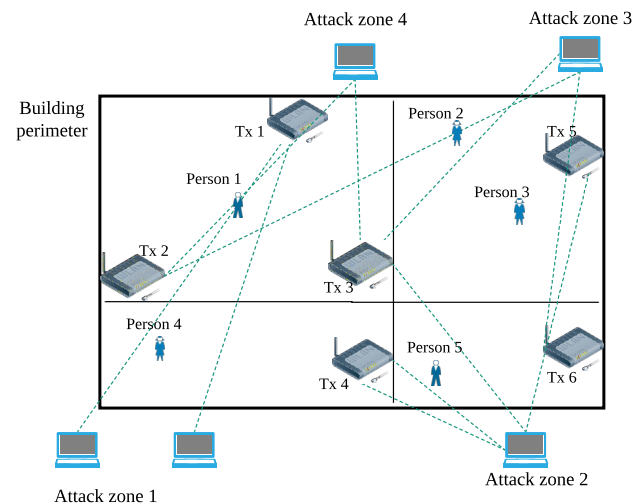 Attack zone 4
Attack zone 3
Building
perimeter
Tx 1
Person 2
Tx 5
Person 1
Person 3
Tx 2
Tx 3
Person 4
Person 5
Tx 4
Tx 6
Attack zone 2
Attack zone 1